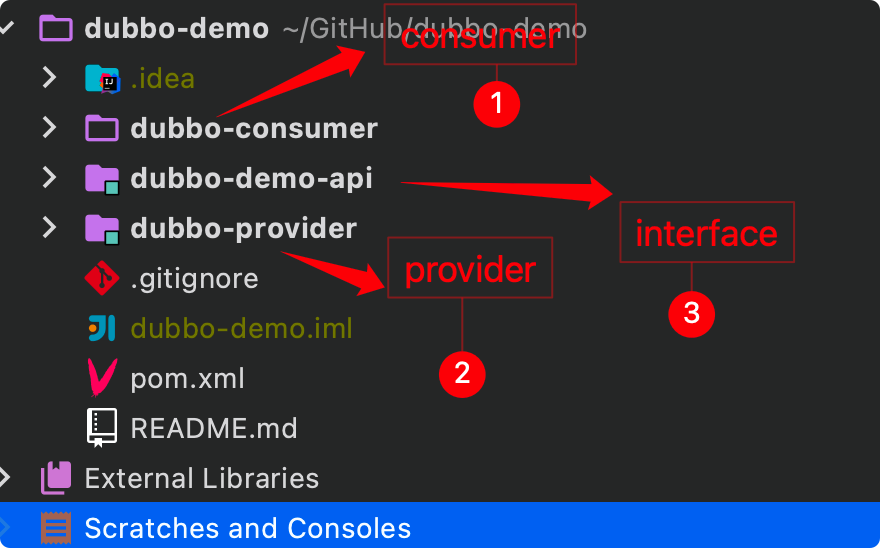 dubbo-demo ~/GitHub/dubbo-demo
consumer
.idea
1
dubbo-consumer
dubbo-demo-api
dubbo-provider
interface
provider
.gitignore
3
dubbo-demo.iml
2
pom.xml
README.md
External Libraries
Scratches and Consoles